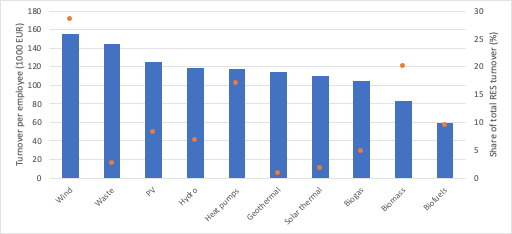 180
160
140
120
100
80
60
40
20
0
Turnover per employee (1000 EUR)
30
25
20
15
10
5
0
Share of total RES turnover (%)
Wind
Waste
PV
Hydro
Heat pumps
Geothermal
Solar thermal
Biogas
Biomass
Biofuels